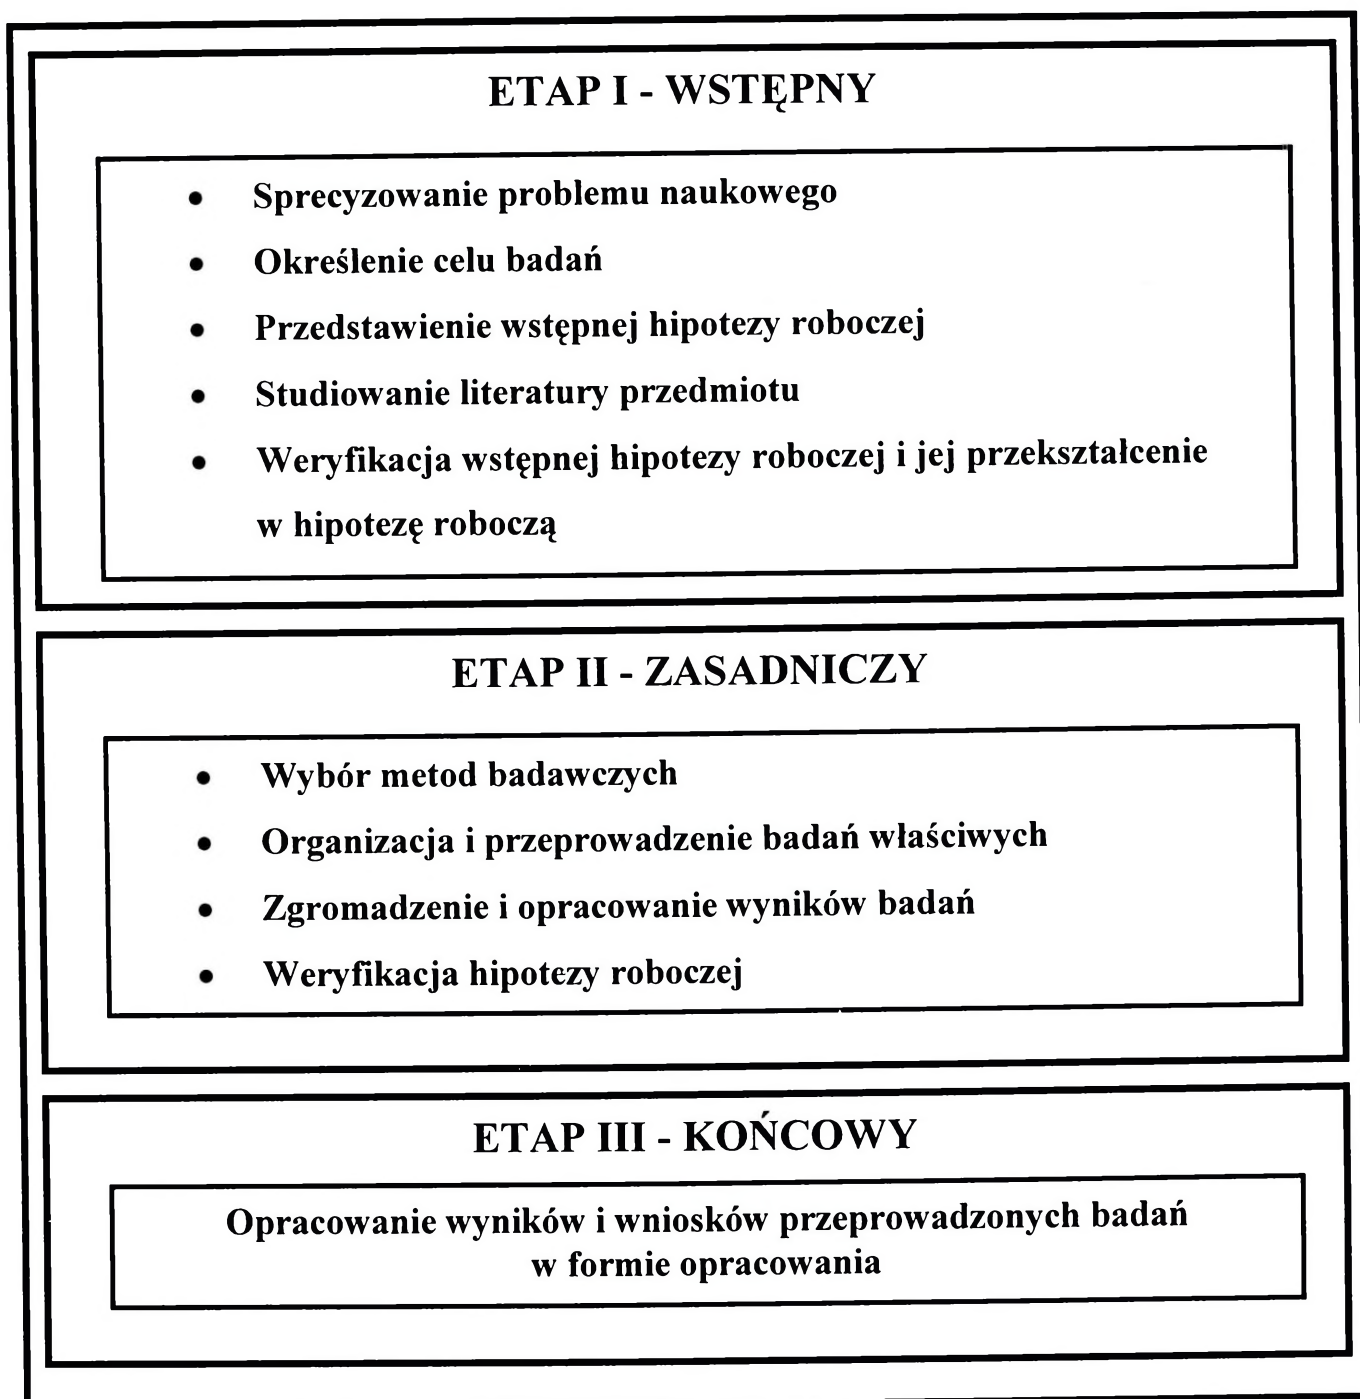 ETAP I - WSTĘPNY
• Sprecyzowanie problemu naukowego
• Określenie celu badań
• Przedstawienie wstępnej hipotezy roboczej
• Studiowanie literatury przedmiotu
• Weryfikacja wstępnej hipotezy roboczej i jej przekształcenie
w hipotezę roboczą
ETAP II - ZASADNICZY
• Wybór metod badawczych
• Organizacja i przeprowadzenie badań właściwych
• Zgromadzenie i opracowanie wyników badań
• Weryfikacja hipotezy roboczej
ETAP III - KOŃCOWY
Opracowanie wyników i wniosków przeprowadzonych badań
w formie opracowania